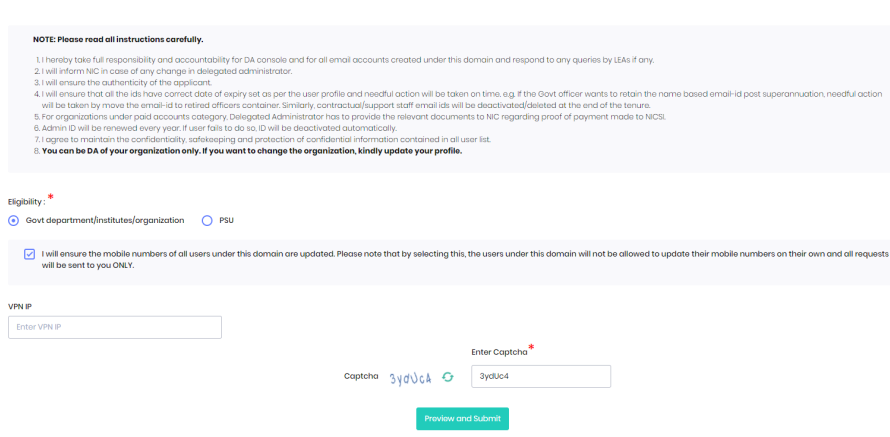 NOTE: Please read all instructions carefully.
1. I hereby take full responsibility and accountability for DA console and for all email accounts created under this domain and respond to any queries by LEAs if any.
2. I will inform NIC in case of any change in delegated administrator.
3. I will ensure the authenticity of the applicant.
4. I will ensure that all the ids have correct date of expiry set as per the user profile and needful action will be taken on time, e.g. if the Govt officer wants to retain the name based email-id post superannuation, needful action
will be taken by move the email-id to retired officers container. Similarly, contractual/support staff email ids will be deactivated/deleted at the end of the tenure.
5. For organizations under paid accounts category, Delegated Administrator has to provide the relevant documents to NIC regarding proof of payment made to NICSI.
6. Admin ID will be renewed every year. If user fails to do so, ID will be deactivated automatically.
7. I agree to maintain the confidentiality, safekeeping and protection of confidential information contained in all user list.
8. You can be DA of your organization only. If you want to change the organization, kindly update your profile.
Eligibility : *
Govt department/institutes/organization PSU
I will ensure the mobile numbers of all users under this domain are updated. Please note that by selecting this, the users under this domain will not be allowed to update their mobile numbers on their own and all requests
will be sent to you ONLY.
VPN IP
Enter VPN IP
Enter Captcha *
Captcha 3ydUc4 3ydUc4
Preview and Submit